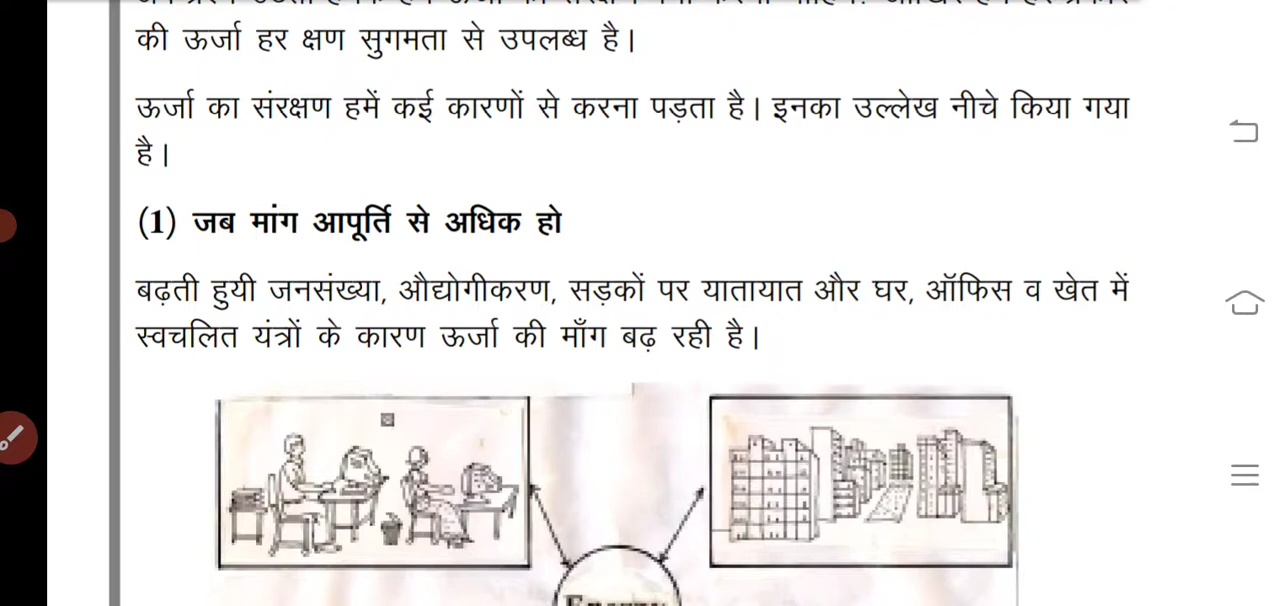 की ऊर्जा हर क्षण सुगमता से उपलब्ध है।
ऊर्जा का संरक्षण हमें कई कारणों से करना पड़ता है। इनका उल्लेख नीचे किया गया
है।
(1) जब मांग आपूर्ति से अधिक हो
बढ़ती हुयी जनसंख्या, औद्योगीकरण, सड़कों पर यातायात और घर, ऑफिस व खेत में
स्वचलित यंत्रों के कारण ऊर्जा की माँग बढ़ रही है।